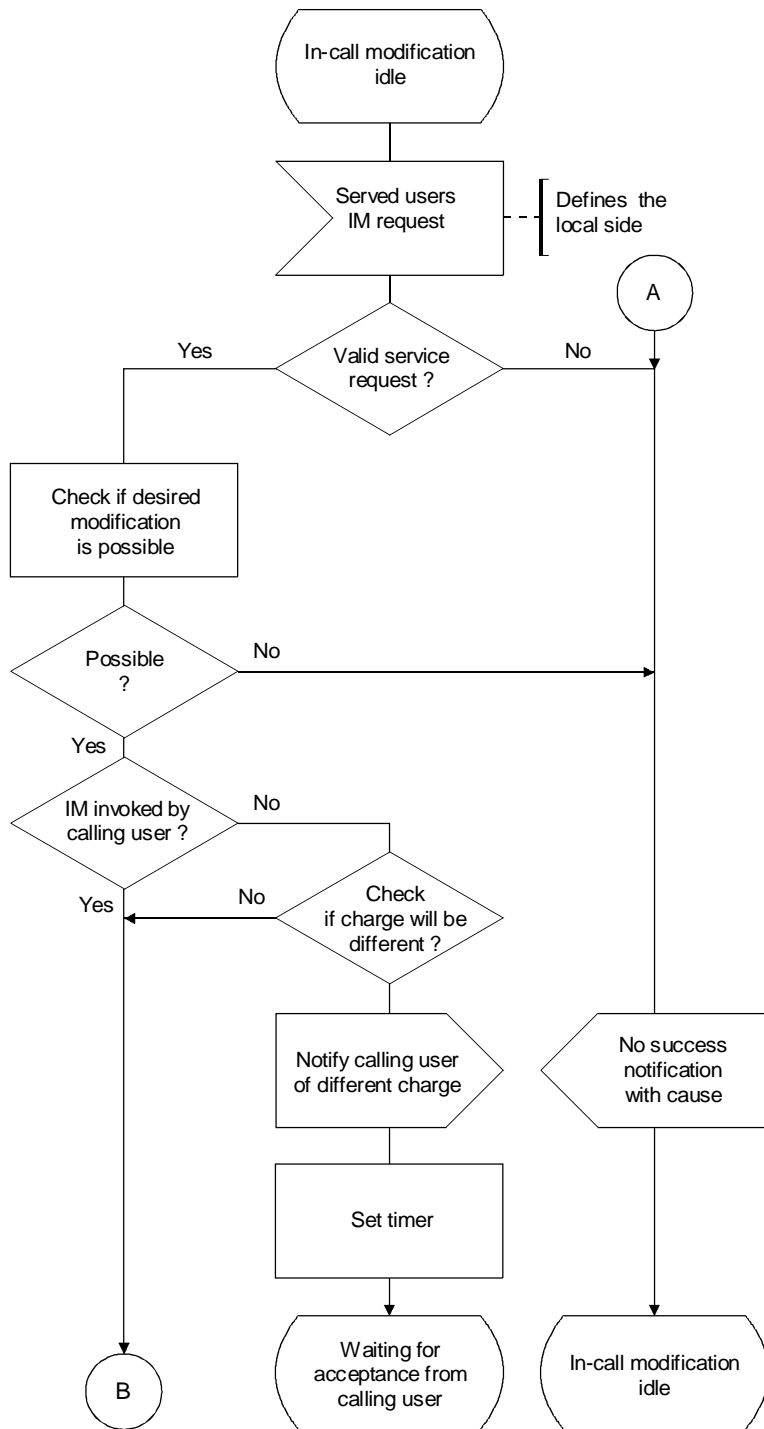 In-call modification
idle
Served users
IM request
Defines the
local side
A
Yes
Valid service
request ?
No
Check if desired
modification
is possible
Possible
?
No
Yes
IM invoked by
calling user ?
No
Yes
No
Check
if charge will be
different ?
Notify calling user
of different charge
No success
notification
with cause
Set timer
B
Waiting for
acceptance from
calling user
In-call modification
idle